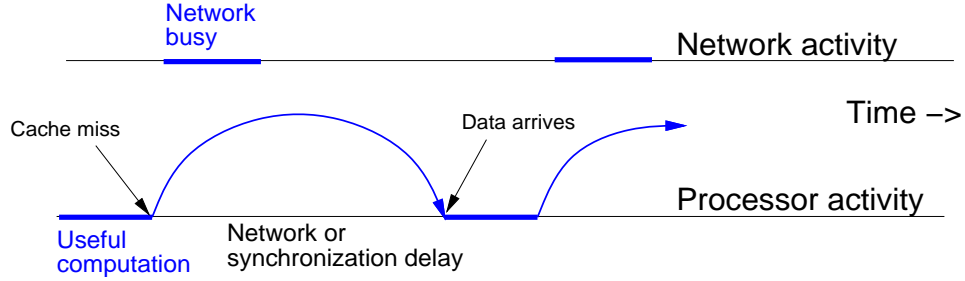 Network
busy
Network activity
Time –>
Cache miss
Data arrives
Processor activity
Useful
computation
Network or
synchronization delay